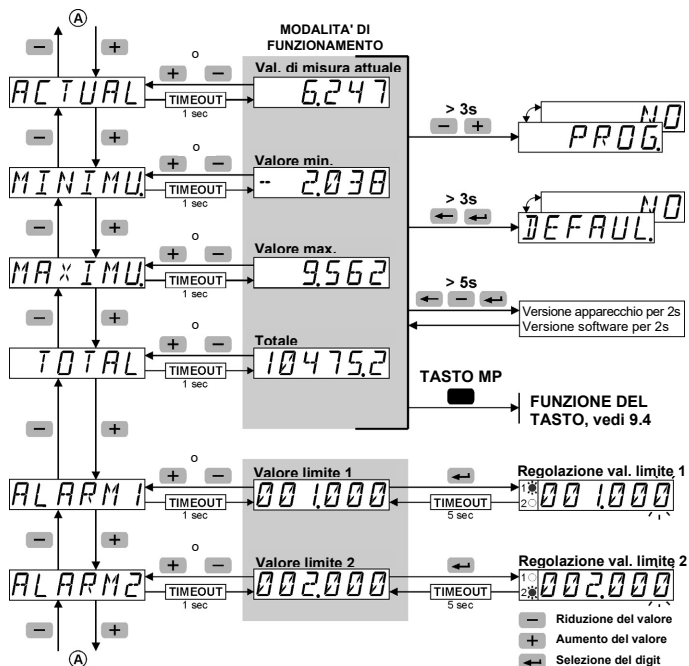 A
MODALITA' DI
FUNZIONAMENTO
o
Val. di misura attuale
ACTUAL
TIMEOUT
1 sec
6.247
> 3s
NO
PROG.
o
Valore min.
MINIMU.
TIMEOUT
1 sec
- 2.038
> 3s
NO
DEFAUL.
o
Valore max.
MAXIMU.
TIMEOUT
1 sec
9.562
> 5s
Versione apparecchio per 2s
Versione software per 2s
o
Totale
TOTAL
TIMEOUT
1 sec
10475.2
TASTO MP
FUNZIONE DEL
TASTO, vedi 9.4
o
Valore limite 1
Regolazione val. limite 1
ALARM1
TIMEOUT
1 sec
001.000
TIMEOUT
5 sec
1
2
001.000
o
Valore limite 2
Regolazione val. limite 2
ALARM2
TIMEOUT
1 sec
002.000
TIMEOUT
5 sec
1
2
002.000
− Riduzione del valore
+ Aumento del valore
Selezione del digit
A